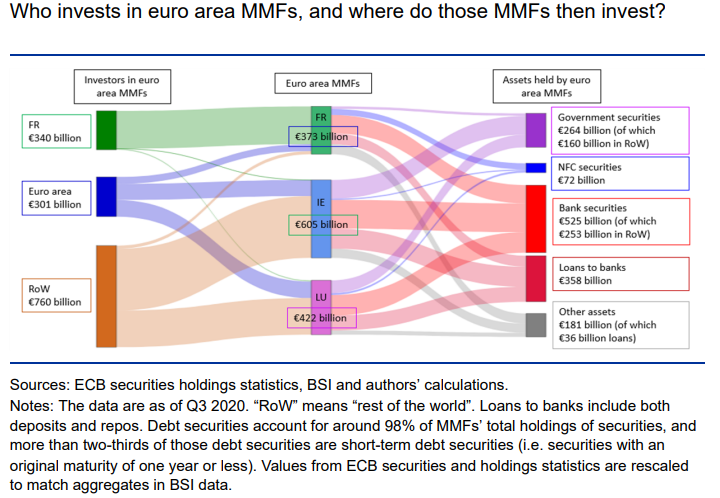 Who invests in euro area MMFs, and where do those MMFs then invest?
Investors in euro
area MMFs
Euro area MMFs
Assets held by euro
area MMFs
FR
€340 billion
Euro area
€301 billion
RoW
€760 billion
FR
€373 billion
IE
€605 billion
LU
€422 billion
Government securities
€264 billion (of which
€160 billion in RoW)
NFC securities
€72 billion
Bank securities
€525 billion (of which
€253 billion in RoW)
Loans to banks
€358 billion
Other assets
€181 billion (of which
€36 billion loans)
Sources: ECB securities holdings statistics, BSI and authors’ calculations.
Notes: The data are as of Q3 2020. “RoW” means “rest of the world”. Loans to banks include both
deposits and repos. Debt securities account for around 98% of MMFs’ total holdings of securities, and
more than two-thirds of those debt securities are short-term debt securities (i.e. securities with an
original maturity of one year or less). Values from ECB securities and holdings statistics are rescaled
to match aggregates in BSI data.